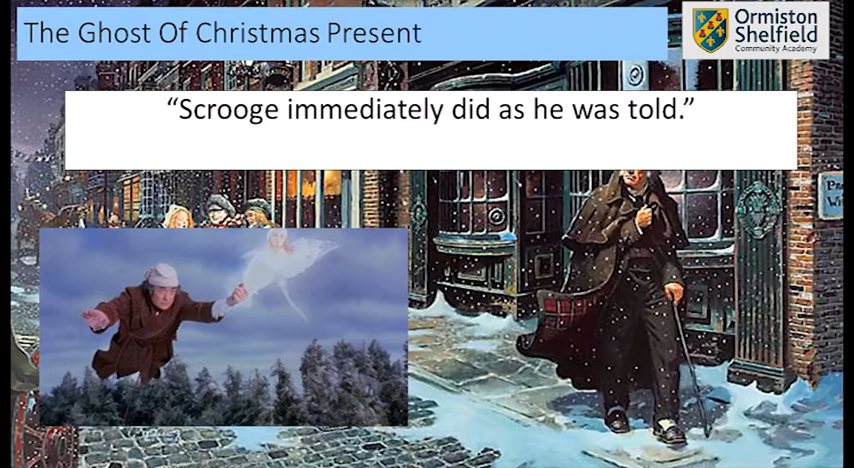 The Ghost Of Christmas Present
Ormiston
Shelfield
Community Academy
“Scrooge immediately did as he was told.”